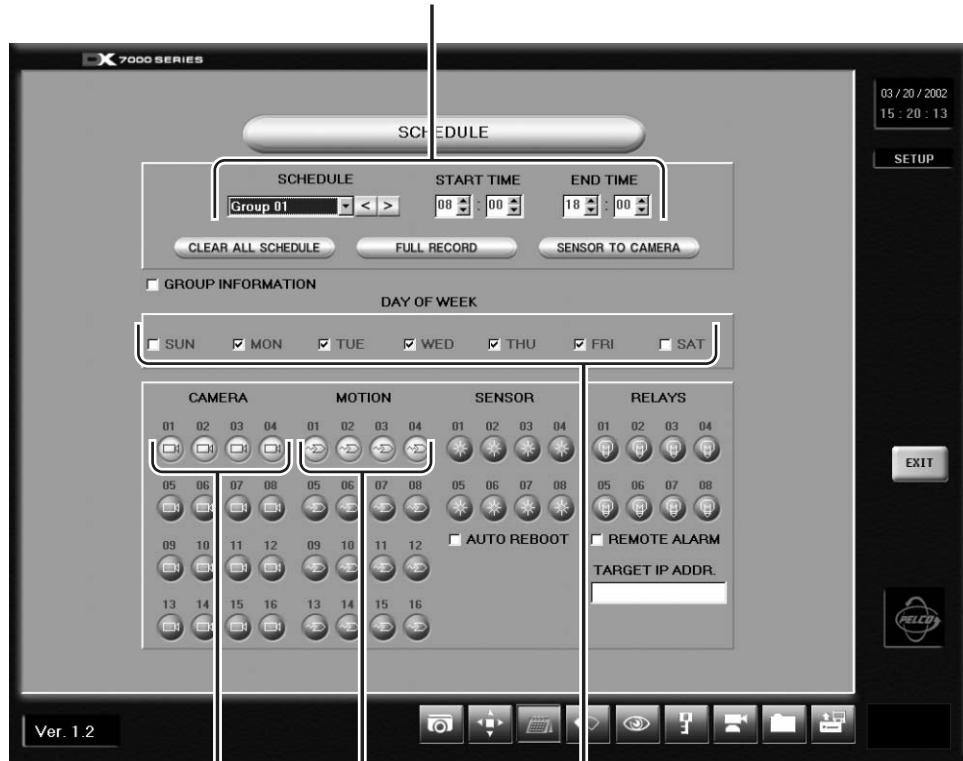 DX 7000 SERIES
03 / 20 / 2002
15 : 20 : 13
SETUP
SCHEDULE
SCHEDULE START TIME END TIME
Group 01 < > 08 : 00 18 : 00
CLEAR ALL SCHEDULE FULL RECORD SENSOR TO CAMERA
GROUP INFORMATION
DAY OF WEEK
SUN MON TUE WED THU FRI SAT
CAMERA MOTION SENSOR RELAYS
01 02 03 04 01 02 03 04 01 02 03 04 01 02 03 04
05 06 07 08 05 06 07 08 05 06 07 08 05 06 07 08
AUTO REBOOT REMOTE ALARM
09 10 11 12 09 10 11 12
TARGET IP ADDR.
13 14 15 16 13 14 15 16
EXIT
PELCO
Ver. 1.2